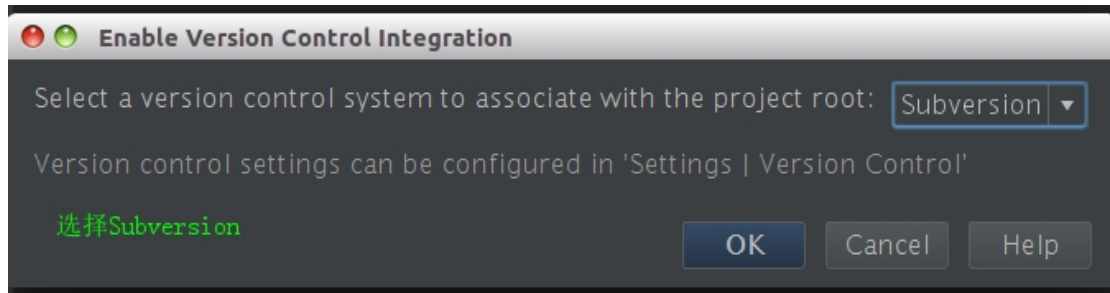 Enable Version Control Integration
Select a version control system to associate with the project root: Subversion
Version control settings can be configured in 'Settings | Version Control'
选择Subversion
OK Cancel Help